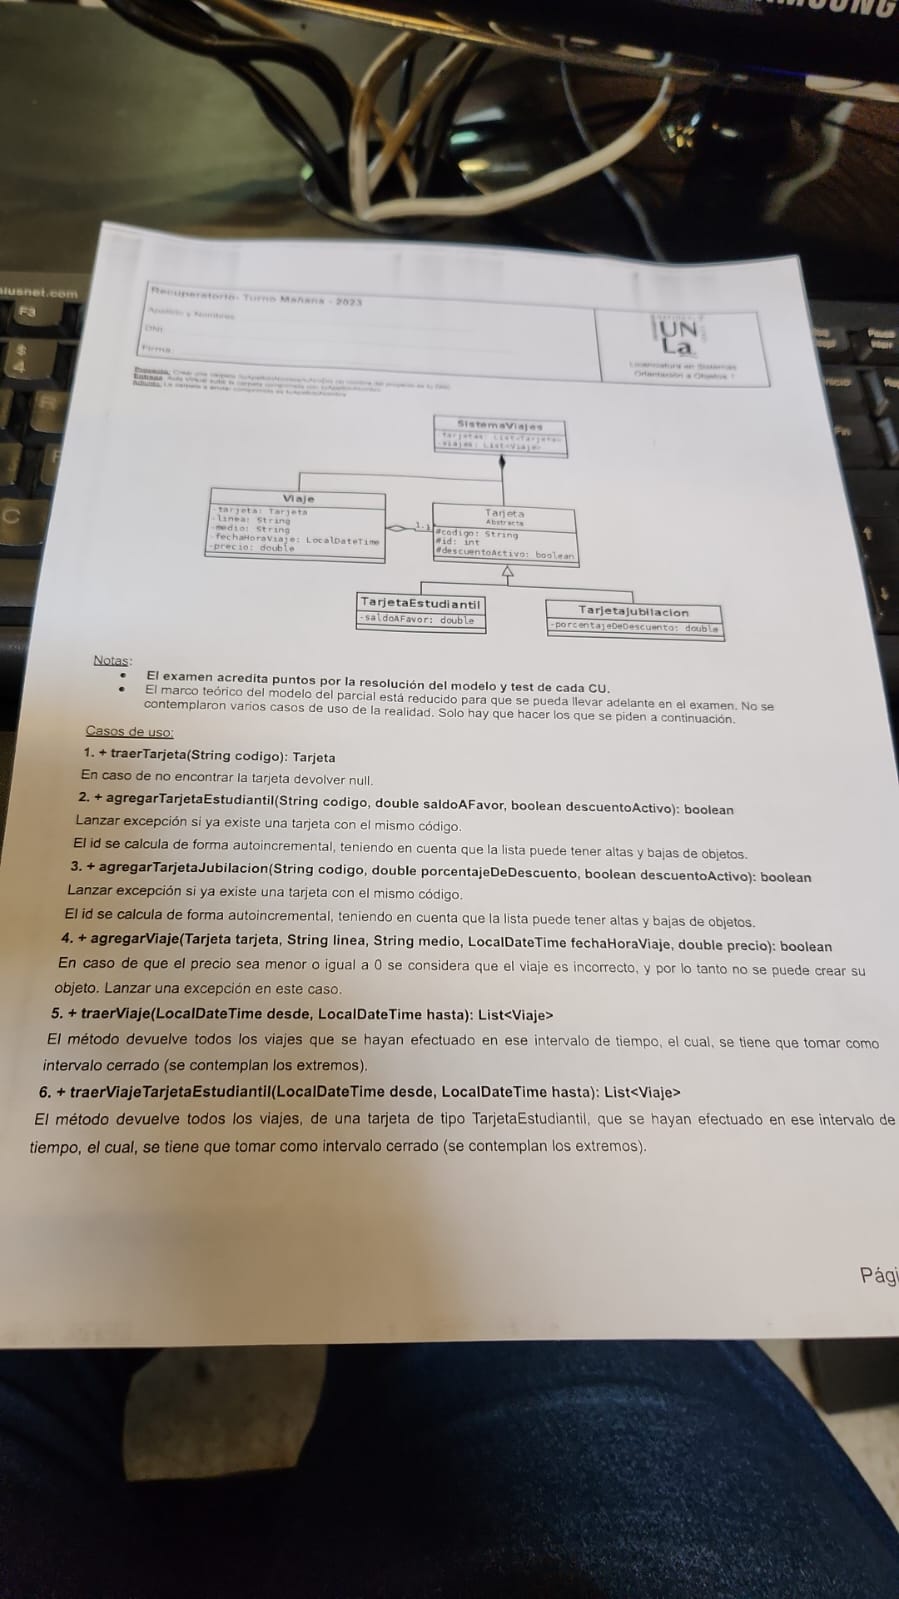 SAMSUNG
iusnet.com
F3
$
4
R
F
C
Recuperatorio- Turno Mañana - 2023
Apellido y Nombres
DNI:
Firma:
UN
La
Licenciatura en Sistemas
Orientación a Objetos 1
SistemaViajes
-tarjetas: List<Tarjeta>
-viajes: List<Viaje>
Viaje
-tarjeta: Tarjeta
-linea: String
-medio: String
-fechaHoraViaje: LocalDateTime
-precio: double
1..1
Tarjeta
Abstracta
#codigo: String
#id: int
#descuentoActivo: boolean
TarjetaEstudiantil
-saldoAFavor: double
TarjetaJubilacion
-porcentajeDeDescuento: double
Notas:
• El examen acredita puntos por la resolución del modelo y test de cada CU.
• El marco teórico del modelo del parcial está reducido para que se pueda llevar adelante en el examen. No se
contemplaron varios casos de uso de la realidad. Solo hay que hacer los que se piden a continuación.
Casos de uso:
1. + traerTarjeta(String codigo): Tarjeta
En caso de no encontrar la tarjeta devolver null.
2. + agregarTarjetaEstudiantil(String codigo, double saldoAFavor, boolean descuentoActivo): boolean
Lanzar excepción si ya existe una tarjeta con el mismo código.
El id se calcula de forma autoincremental, teniendo en cuenta que la lista puede tener altas y bajas de objetos.
3. + agregarTarjetaJubilacion(String codigo, double porcentajeDeDescuento, boolean descuentoActivo): boolean
Lanzar excepción si ya existe una tarjeta con el mismo código.
El id se calcula de forma autoincremental, teniendo en cuenta que la lista puede tener altas y bajas de objetos.
4. + agregarViaje(Tarjeta tarjeta, String linea, String medio, LocalDateTime fechaHoraViaje, double precio): boolean
En caso de que el precio sea menor o igual a 0 se considera que el viaje es incorrecto, y por lo tanto no se puede crear su
objeto. Lanzar una excepción en este caso.
5. + traerViaje(LocalDateTime desde, LocalDateTime hasta): List<Viaje>
El método devuelve todos los viajes que se hayan efectuado en ese intervalo de tiempo, el cual, se tiene que tomar como
intervalo cerrado (se contemplan los extremos).
6. + traerViajeTarjetaEstudiantil(LocalDateTime desde, LocalDateTime hasta): List<Viaje>
El método devuelve todos los viajes, de una tarjeta de tipo TarjetaEstudiantil, que se hayan efectuado en ese intervalo de
tiempo, el cual, se tiene que tomar como intervalo cerrado (se contemplan los extremos).
Pági